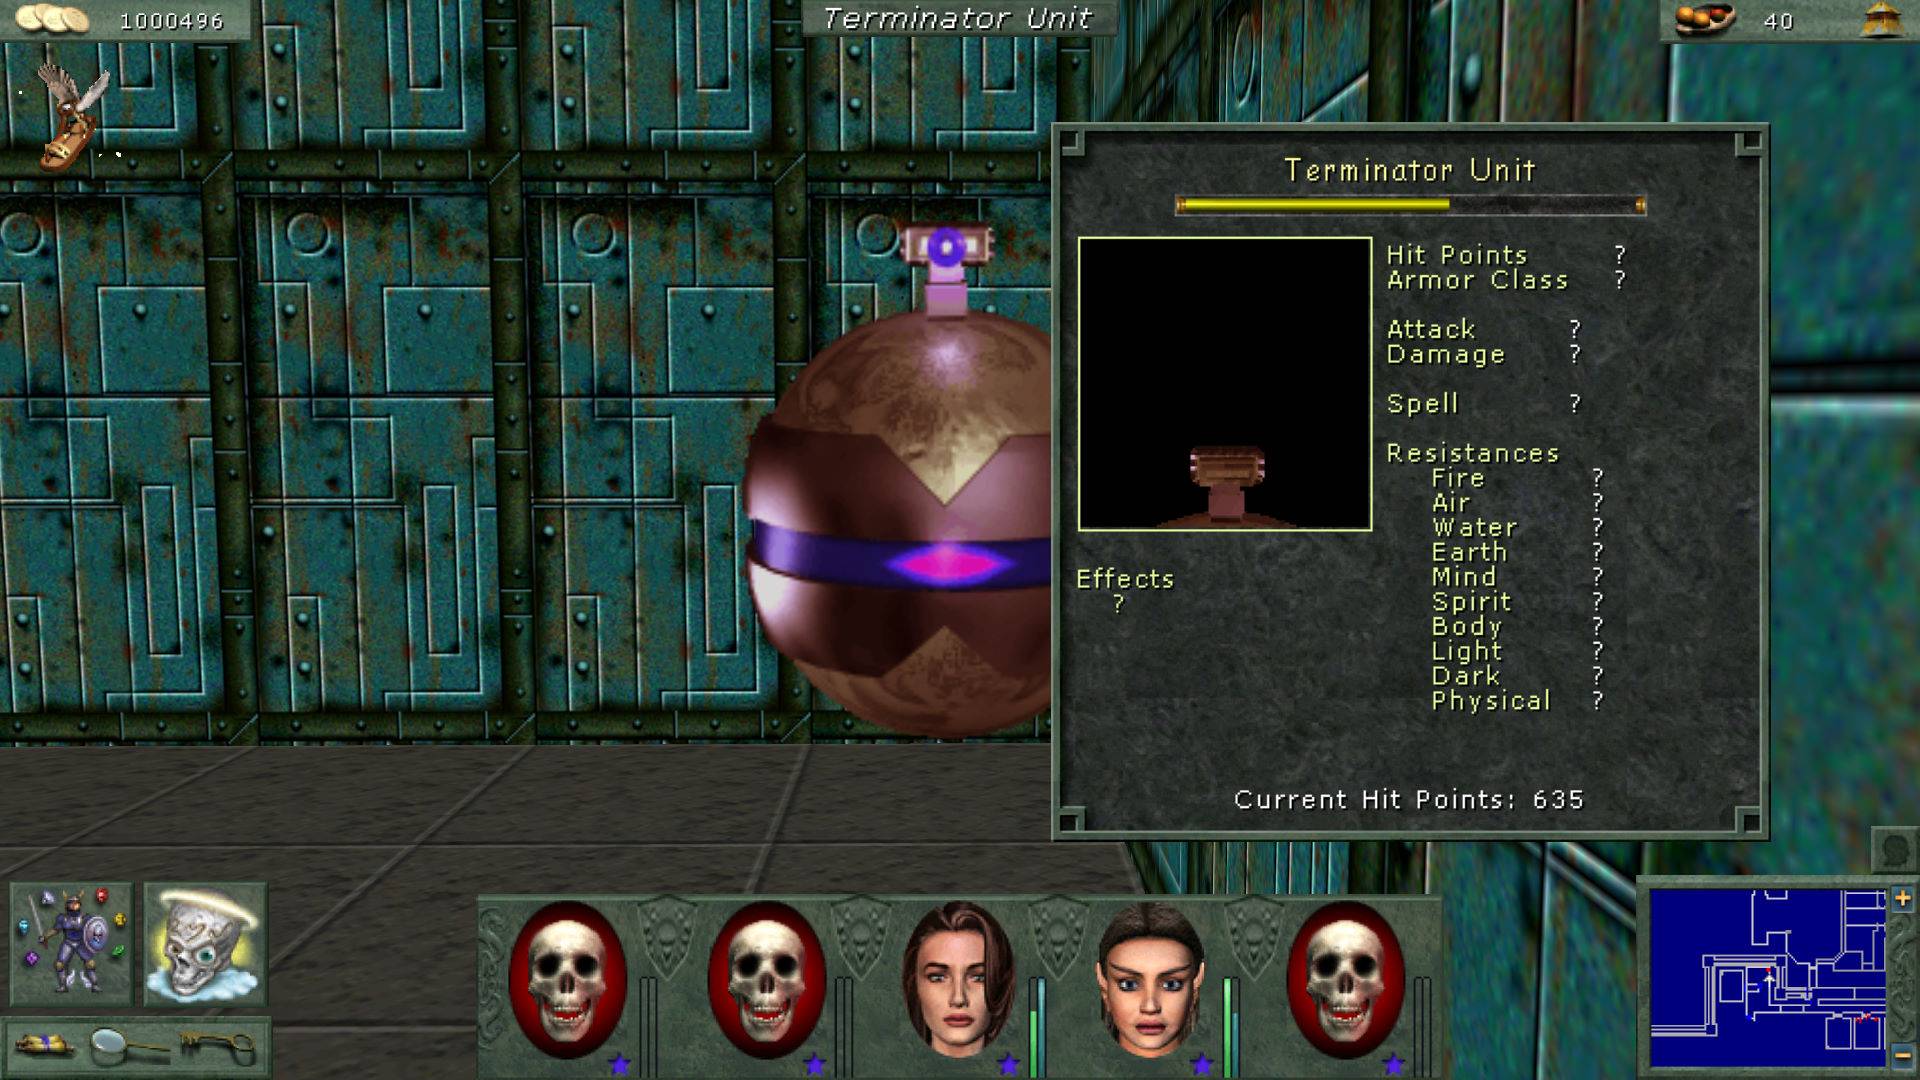 1000496
Terminator Unit
40
Terminator Unit
Hit Points ?
Armor Class ?
Attack ?
Damage ?
Spell ?
Resistances
Fire ?
Air ?
Water ?
Earth ?
Mind ?
Spirit ?
Body ?
Light ?
Dark ?
Physical ?
Effects
?
Current Hit Points: 635
+
-